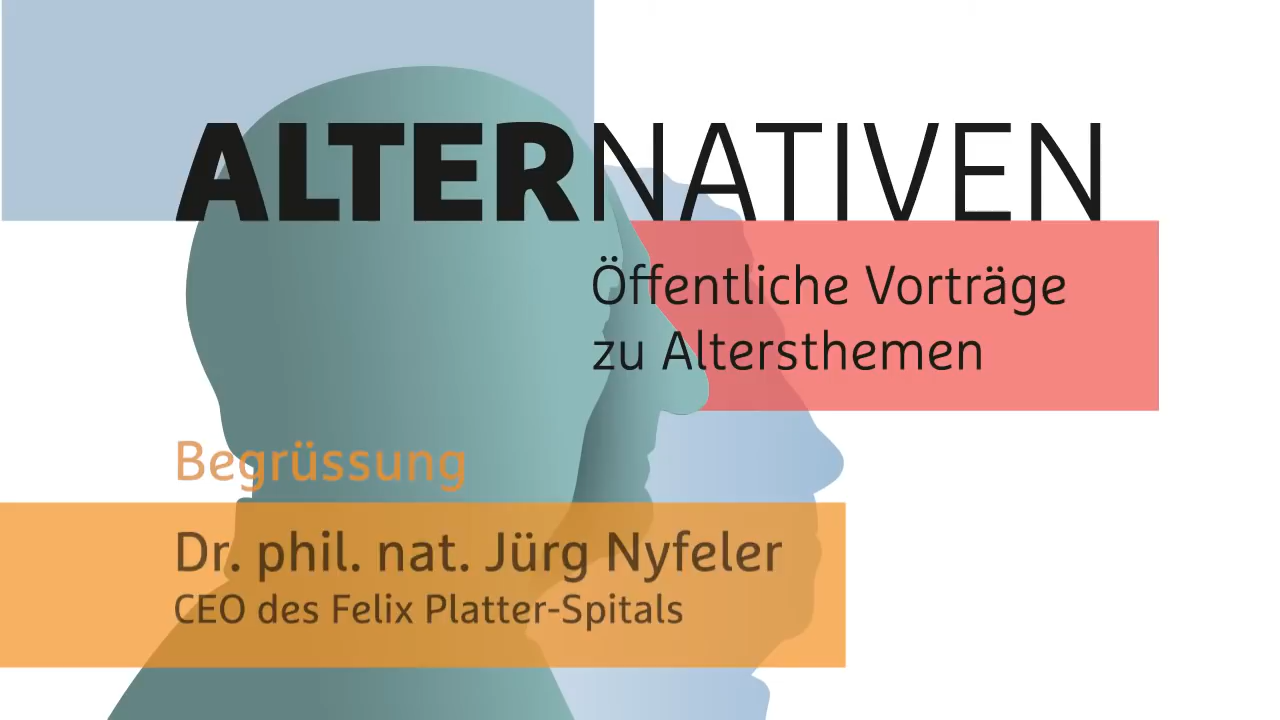 ALTERNATIVEN
Öffentliche Vorträge
zu Altersthemen
Begrüssung
Dr. phil. nat. Jürg Nyfeler
CEO des Felix Platter-Spitals